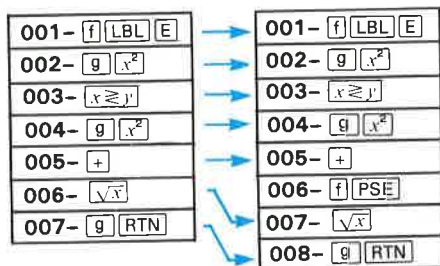 001- f LBL E
002- g x²
003- x≷y
004- g x²
005- +
006- √x
007- g RTN
001- f LBL E
002- g x²
003- x≷y
004- g x²
005- +
006- f PSE
007- √x
008- g RTN